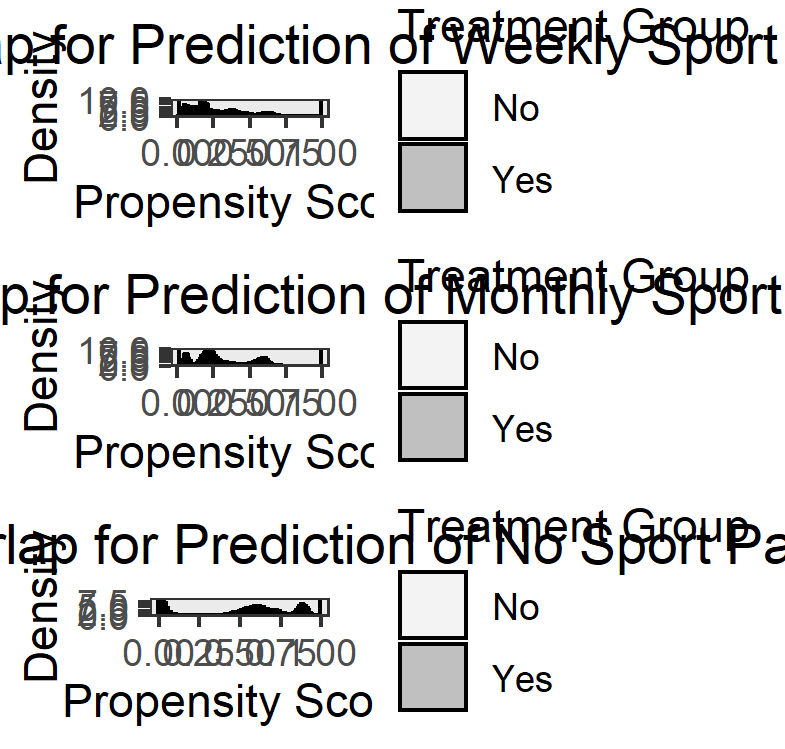 for Prediction of Weekly Sport
Treatment Group
Density
No
Yes
Propensity Sco
for Prediction of Monthly Sport
Treatment Group
Density
No
Yes
Propensity Sco
rlap for Prediction of No Sport Pa
Treatment Group
Density
No
Yes
Propensity Sco